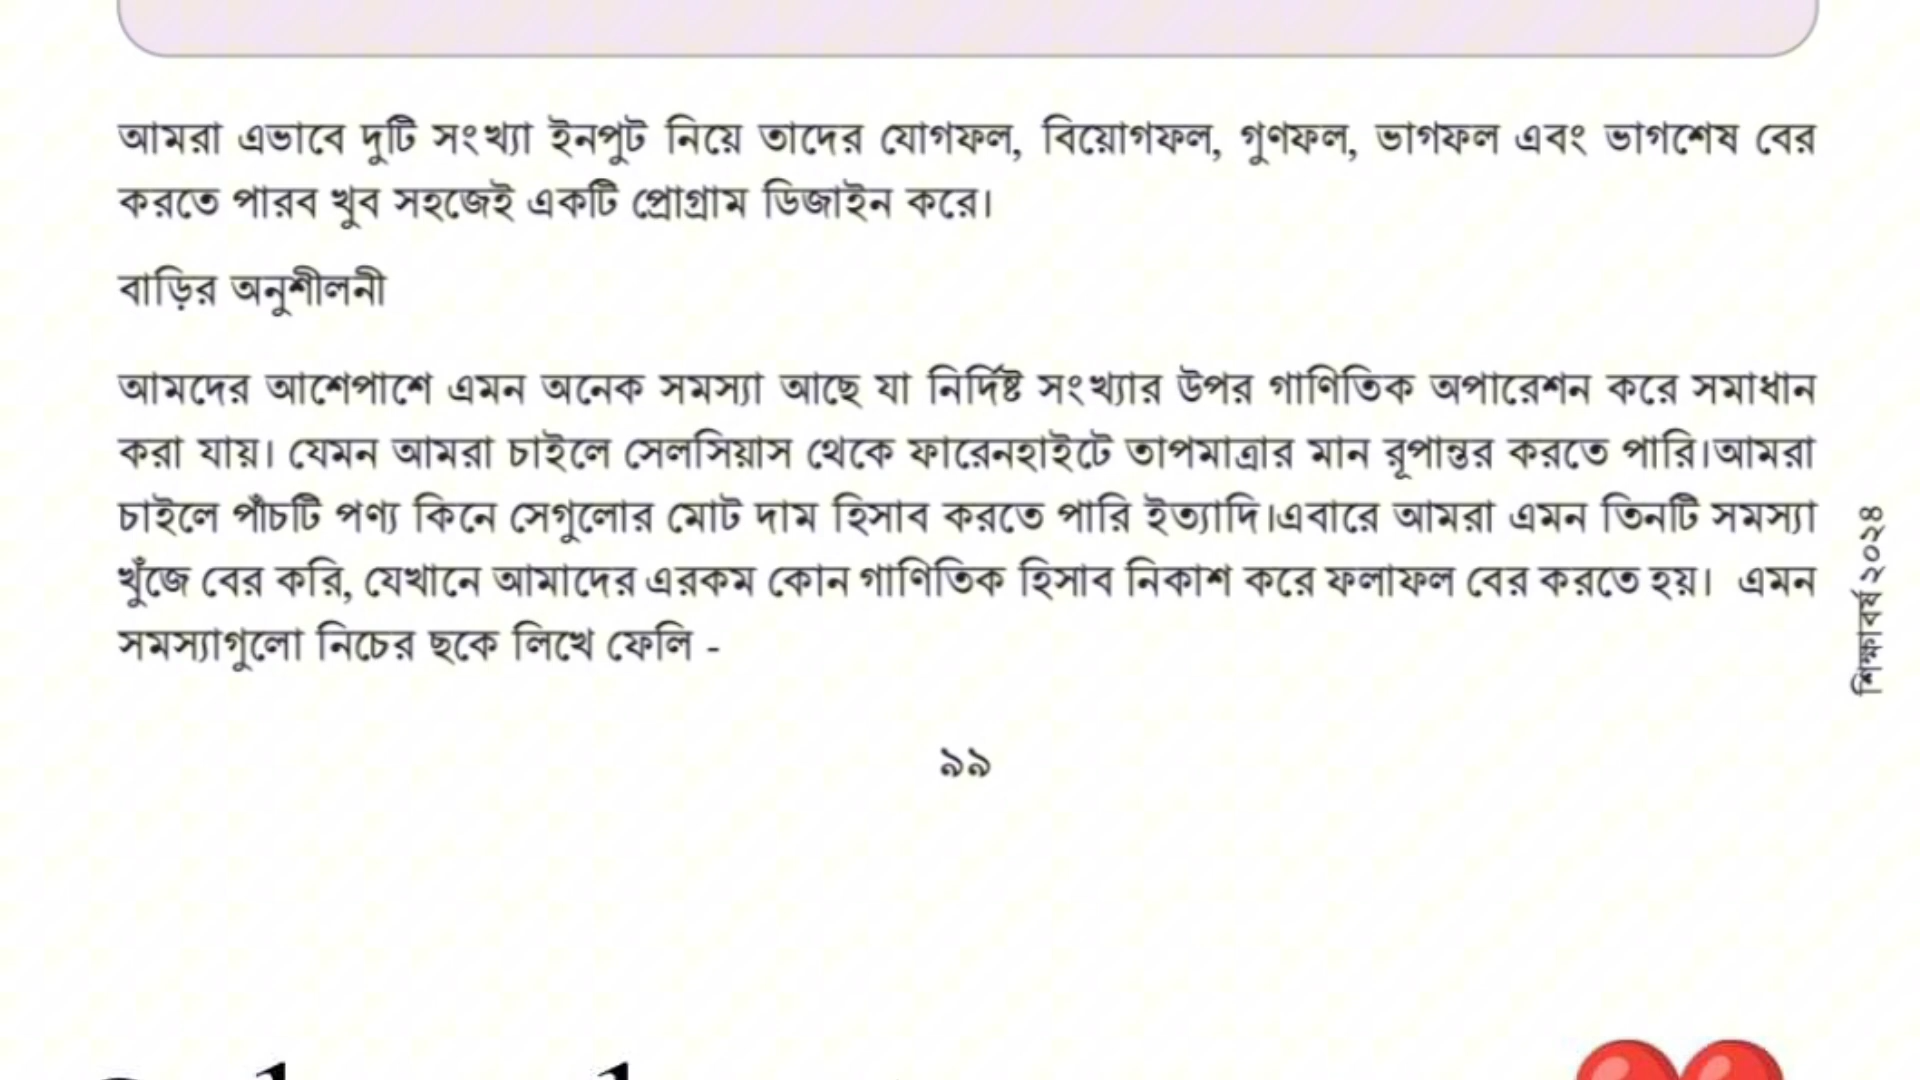 আমরা এভাবে দুটি সংখ্যা ইনপুট নিয়ে তাদের যোগফল, বিয়োগফল, গুণফল, ভাগফল এবং ভাগশেষ বের
করতে পারব খুব সহজেই একটি প্রোগ্রাম ডিজাইন করে।
বাড়ির অনুশীলনী
আমদের আশেপাশে এমন অনেক সমস্যা আছে যা নির্দিষ্ট সংখ্যার উপর গাণিতিক অপারেশন করে সমাধান
করা যায়। যেমন আমরা চাইলে সেলসিয়াস থেকে ফারেনহাইটে তাপমাত্রার মান রূপান্তর করতে পারি।আমরা
চাইলে পাঁচটি পণ্য কিনে সেগুলোর মোট দাম হিসাব করতে পারি ইত্যাদি।এবারে আমরা এমন তিনটি সমস্যা
খুঁজে বের করি, যেখানে আমাদের এরকম কোন গাণিতিক হিসাব নিকাশ করে ফলাফল বের করতে হয়। এমন
সমস্যাগুলো নিচের ছকে লিখে ফেলি -
শিক্ষাবর্ষ ২০২৪
৯৯